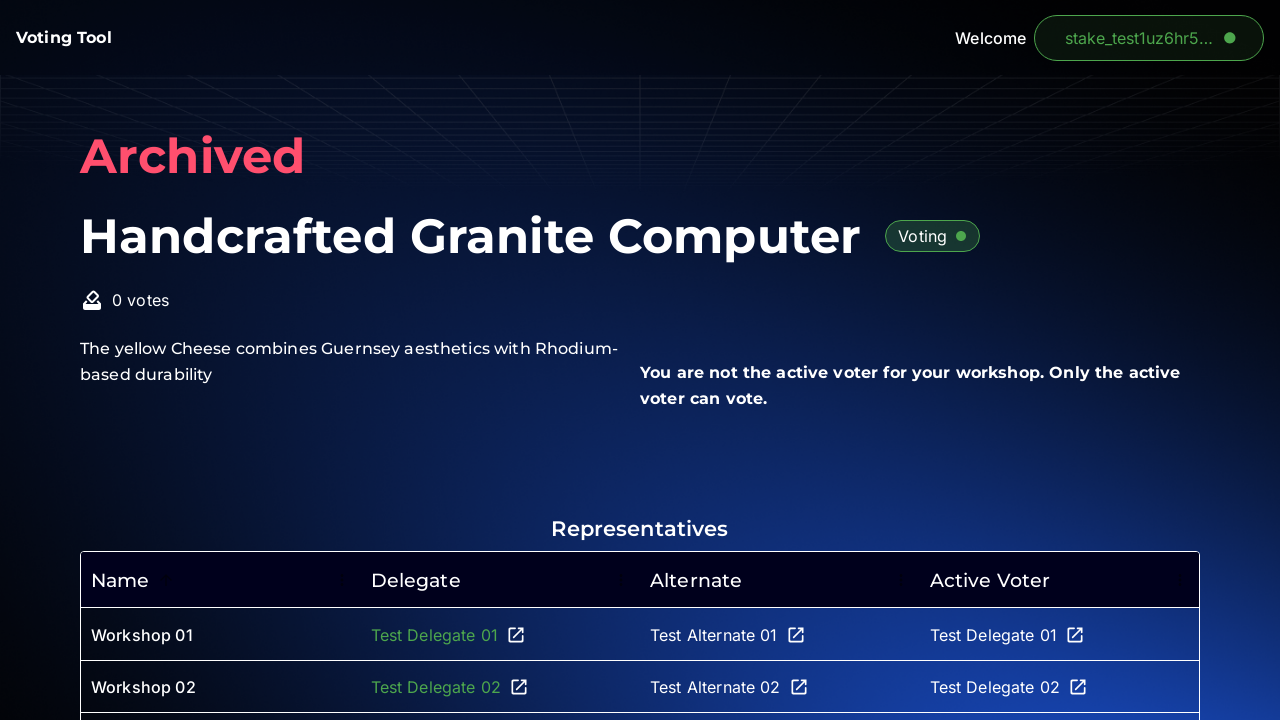 Voting Tool
Welcome
stake_test1uz6hr5...
Archived
Handcrafted Granite Computer
Voting
0 votes
The yellow Cheese combines Guernsey aesthetics with Rhodium-
based durability
You are not the active voter for your workshop. Only the active
voter can vote.
Representatives
Name Delegate Alternate Active Voter
Workshop 01 Test Delegate 01 Test Alternate 01 Test Delegate 01
Workshop 02 Test Delegate 02 Test Alternate 02 Test Delegate 02